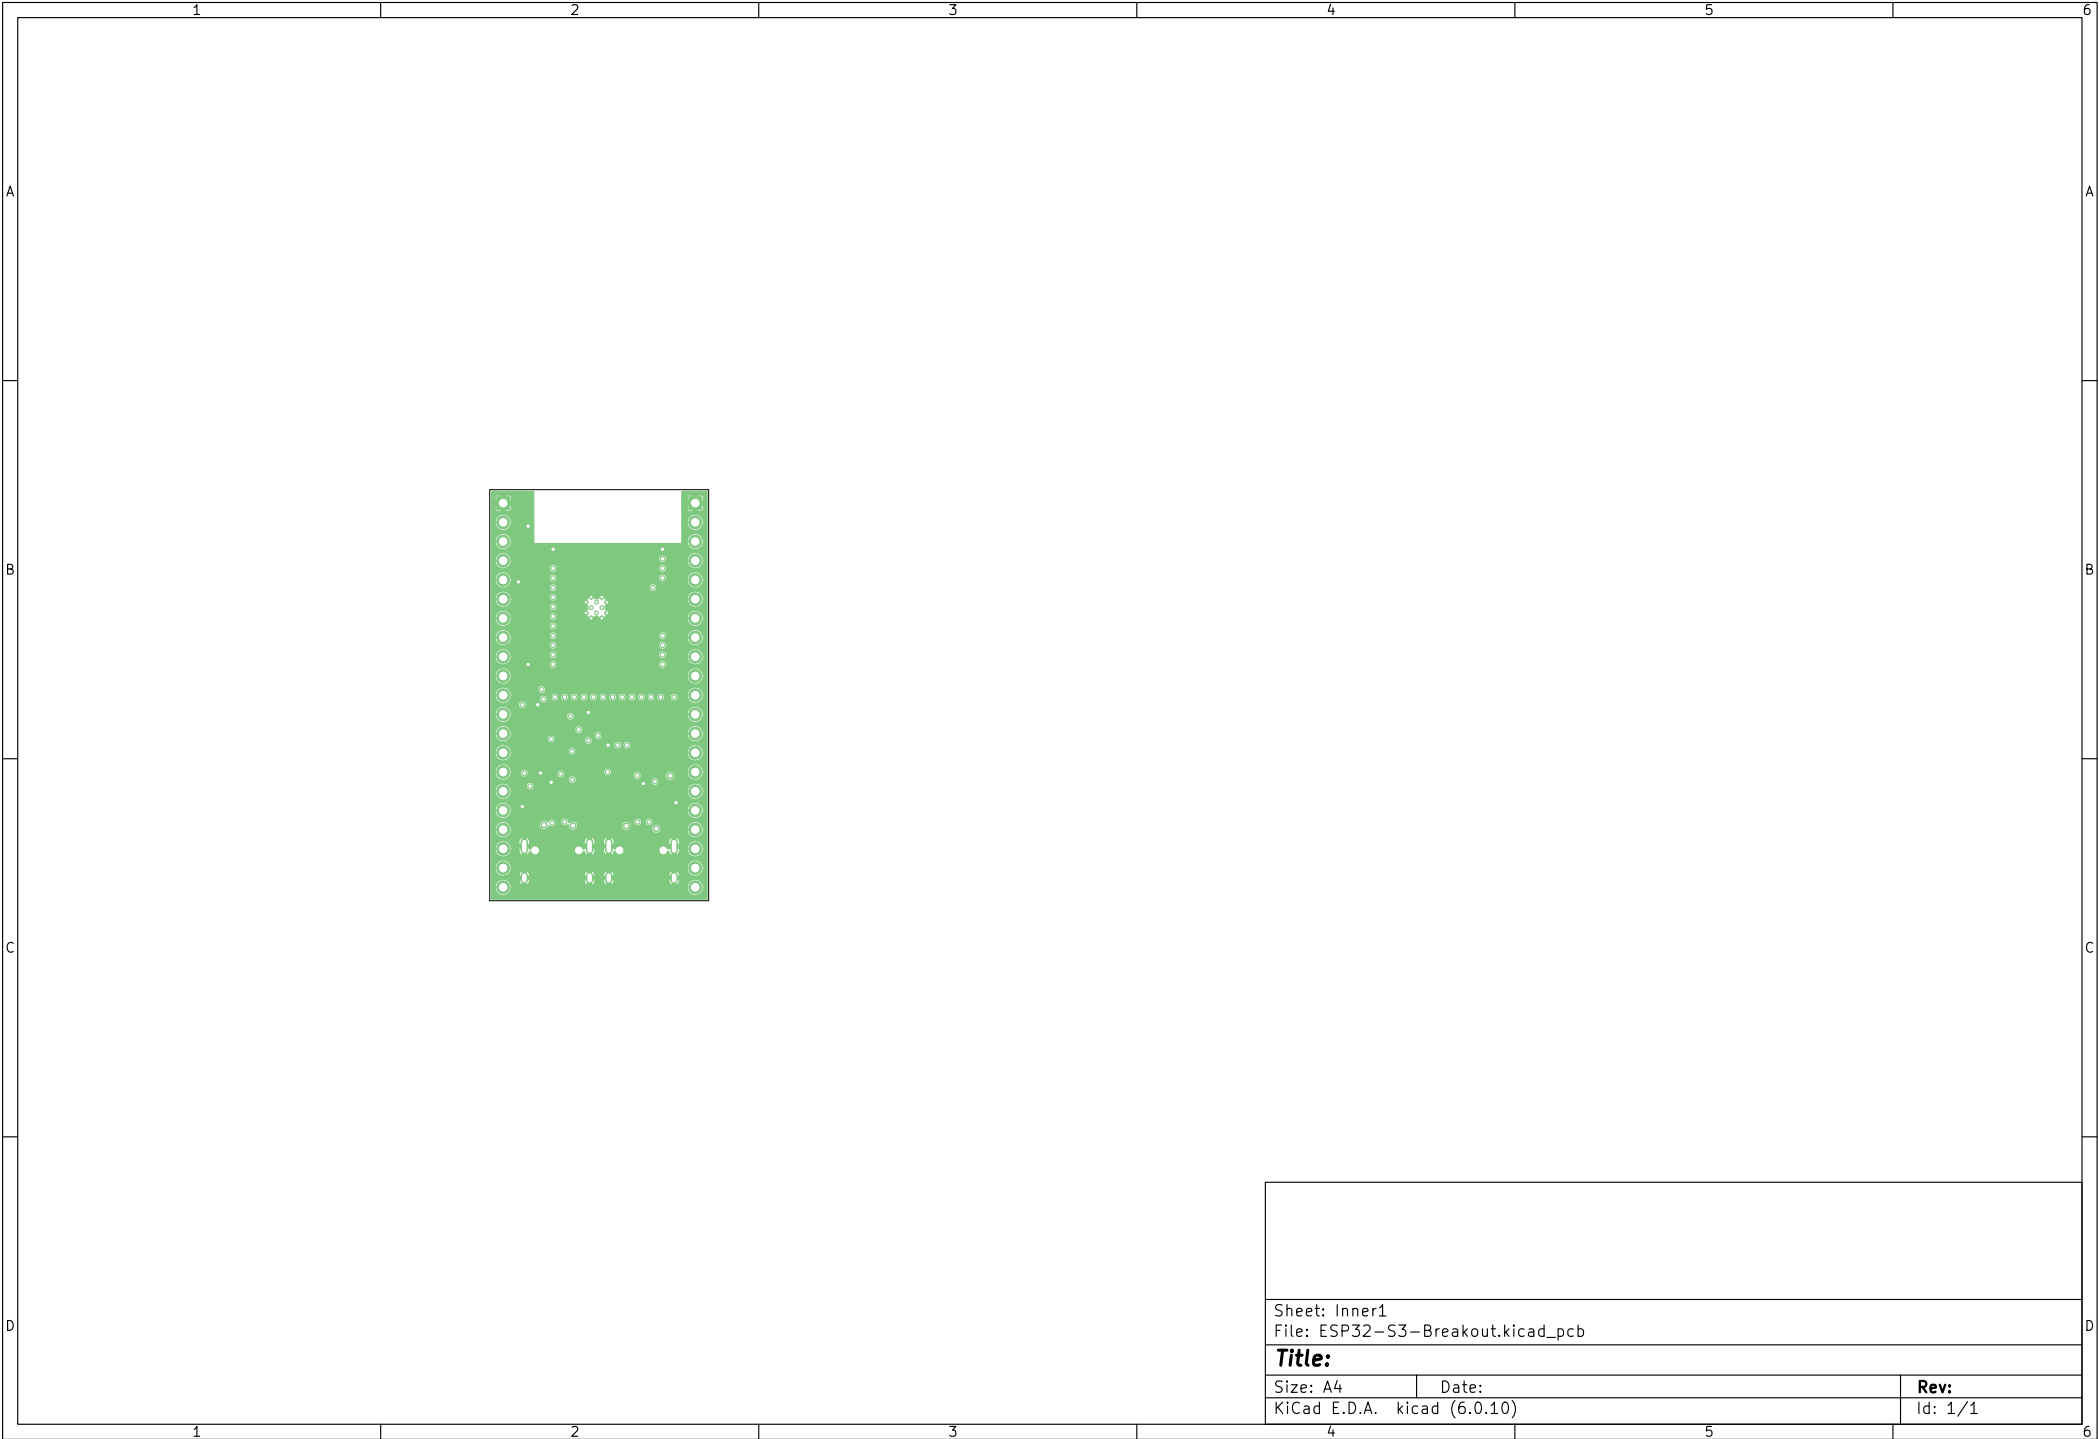 1 2 3 4 5 6
A A
B B
C C
D D
Sheet: Inner1
File: ESP32-S3-Breakout.kicad_pcb
Title:
Size: A4 Date: Rev:
KiCad E.D.A. kicad (6.0.10) Id: 1/1
1 2 3 4 5 6